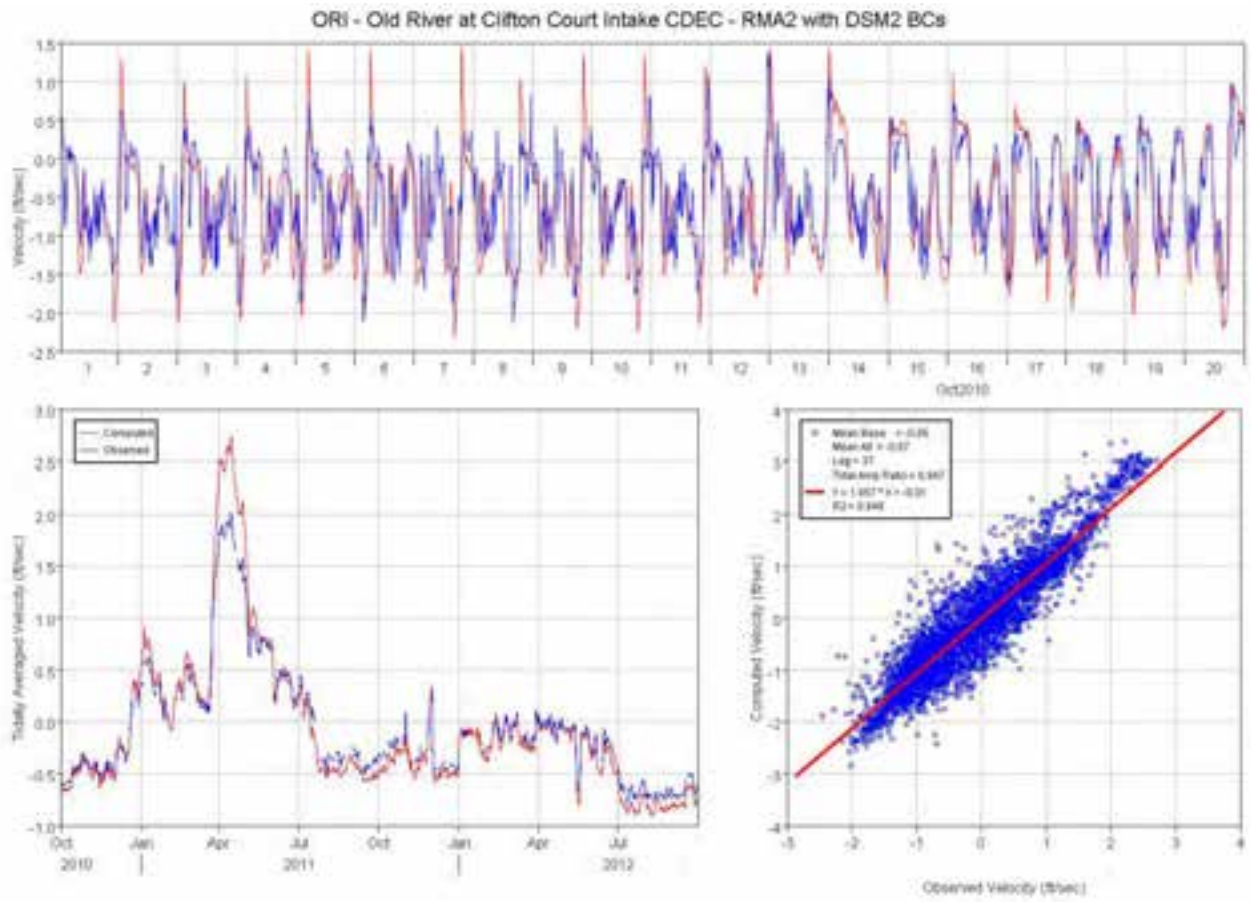 ORI - Old River at Clifton Court Intake CDEC - RMA2 with DSM2 BCs
Velocity (ft/sec)
1.5
1.0
0.5
0.0
-0.5
-1.0
-1.5
-2.0
-2.5
1 2 3 4 5 6 7 8 9 10 11 12 13 14 15 16 17 18 19 20
Oct2010
Tidally Averaged Velocity (ft/sec)
3.0
2.5
2.0
1.5
1.0
0.5
0.0
-0.5
-1.0
Computed
Observed
Oct Jan Apr Jul Oct Jan Apr Jul
2010 2011 2012
Computed Velocity (ft/sec)
4
3
2
1
0
-1
-2
-3
-4
Mean Base
Mean All = -0.07
Lag = 37
Total Amp Ratio
-3 -2 -1 0 1 2 3 4
Observed Velocity (ft/sec)